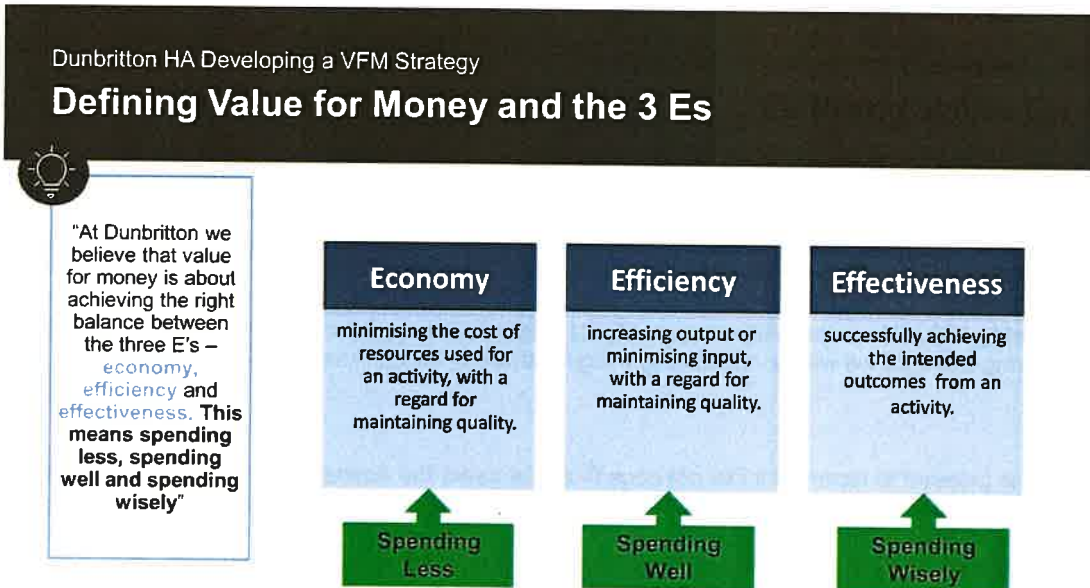 Dunbritton HA Developing a VFM Strategy
Defining Value for Money and the 3 Es
"At Dunbritton we
believe that value
for money is about
achieving the right
balance between
the three E's –
economy,
efficiency and
effectiveness. This
means spending
less, spending
well and spending
wisely"
Economy
minimising the cost of
resources used for
an activity, with a
regard for
maintaining quality.
Spending
Less
Efficiency
increasing output or
minimising input,
with a regard for
maintaining quality.
Spending
Well
Effectiveness
successfully achieving
the intended
outcomes from an
activity.
Spending
Wisely